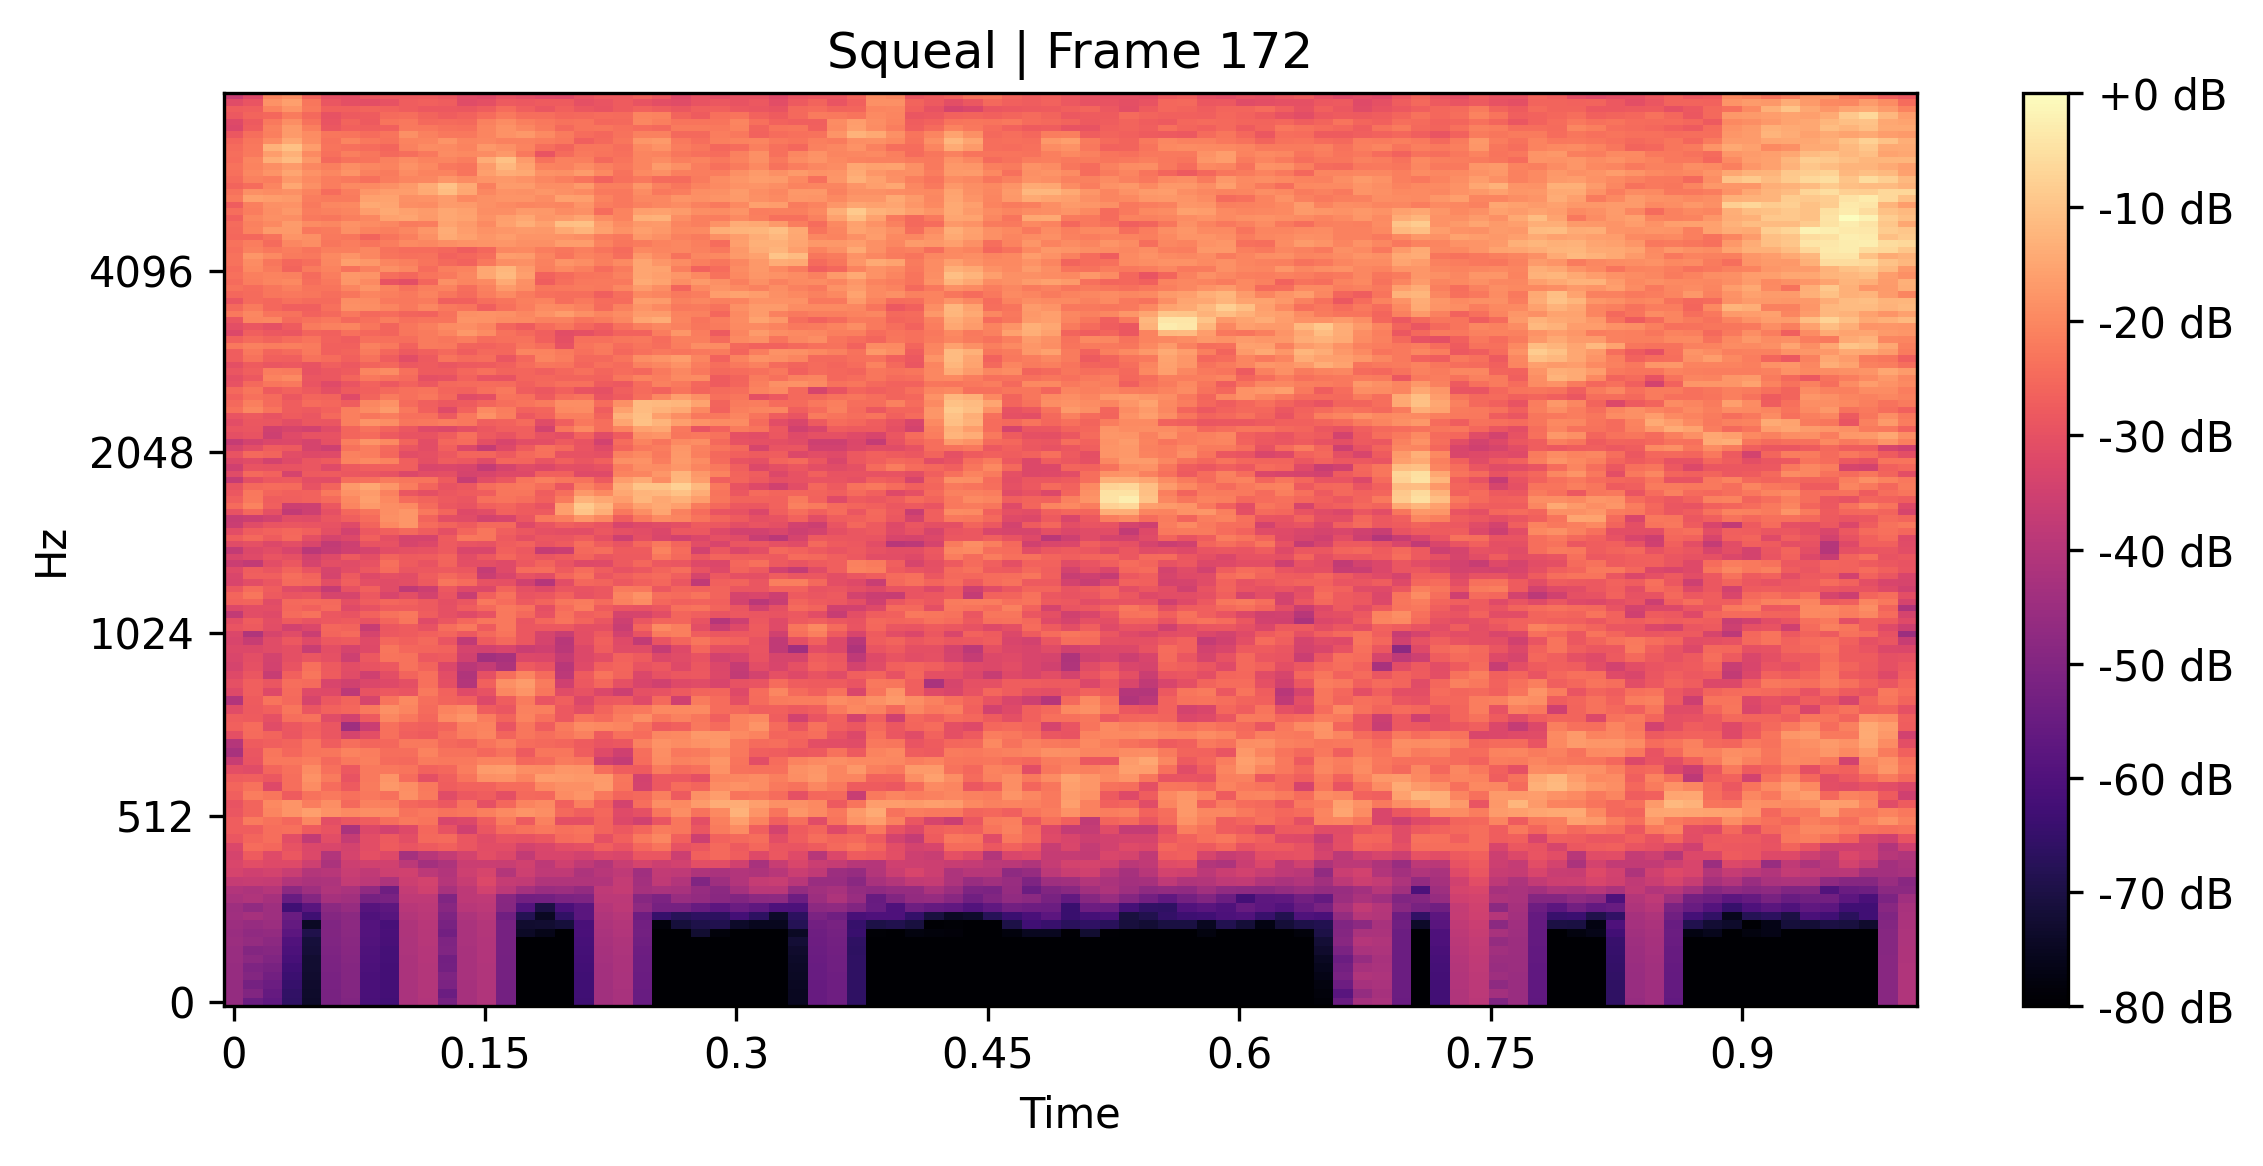 Squeal | Frame 172
Hz
4096
2048
1024
512
0
0 0.15 0.3 0.45 0.6 0.75 0.9
Time
+0 dB
-10 dB
-20 dB
-30 dB
-40 dB
-50 dB
-60 dB
-70 dB
-80 dB